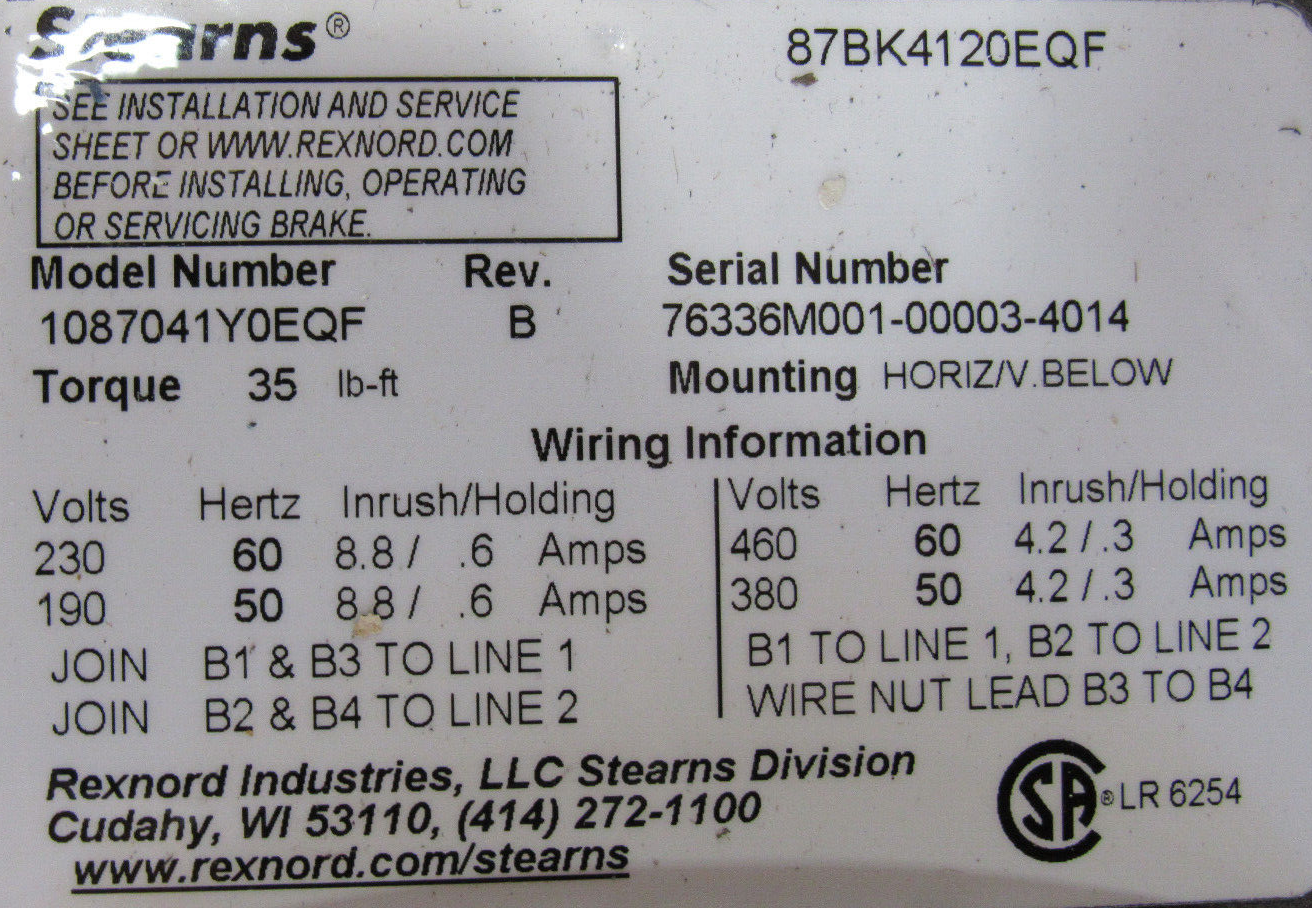 Stearns®
87BK4120EQF
SEE INSTALLATION AND SERVICE
SHEET OR WWW.REXNORD.COM
BEFORE INSTALLING, OPERATING
OR SERVICING BRAKE.
Model Number Rev. Serial Number
1087041Y0EQF B 76336M001-00003-4014
Torque 35 lb-ft Mounting HORIZ/V.BELOW
Wiring Information
Volts Hertz Inrush/Holding
230 60 8.8 / .6 Amps
190 50 8.8 / .6 Amps
JOIN B1 & B3 TO LINE 1
JOIN B2 & B4 TO LINE 2
Volts Hertz Inrush/Holding
460 60 4.2 / .3 Amps
380 50 4.2 / .3 Amps
B1 TO LINE 1, B2 TO LINE 2
WIRE NUT LEAD B3 TO B4
Rexnord Industries, LLC Stearns Division
Cudahy, WI 53110, (414) 272-1100
www.rexnord.com/stearns
SA ® LR 6254